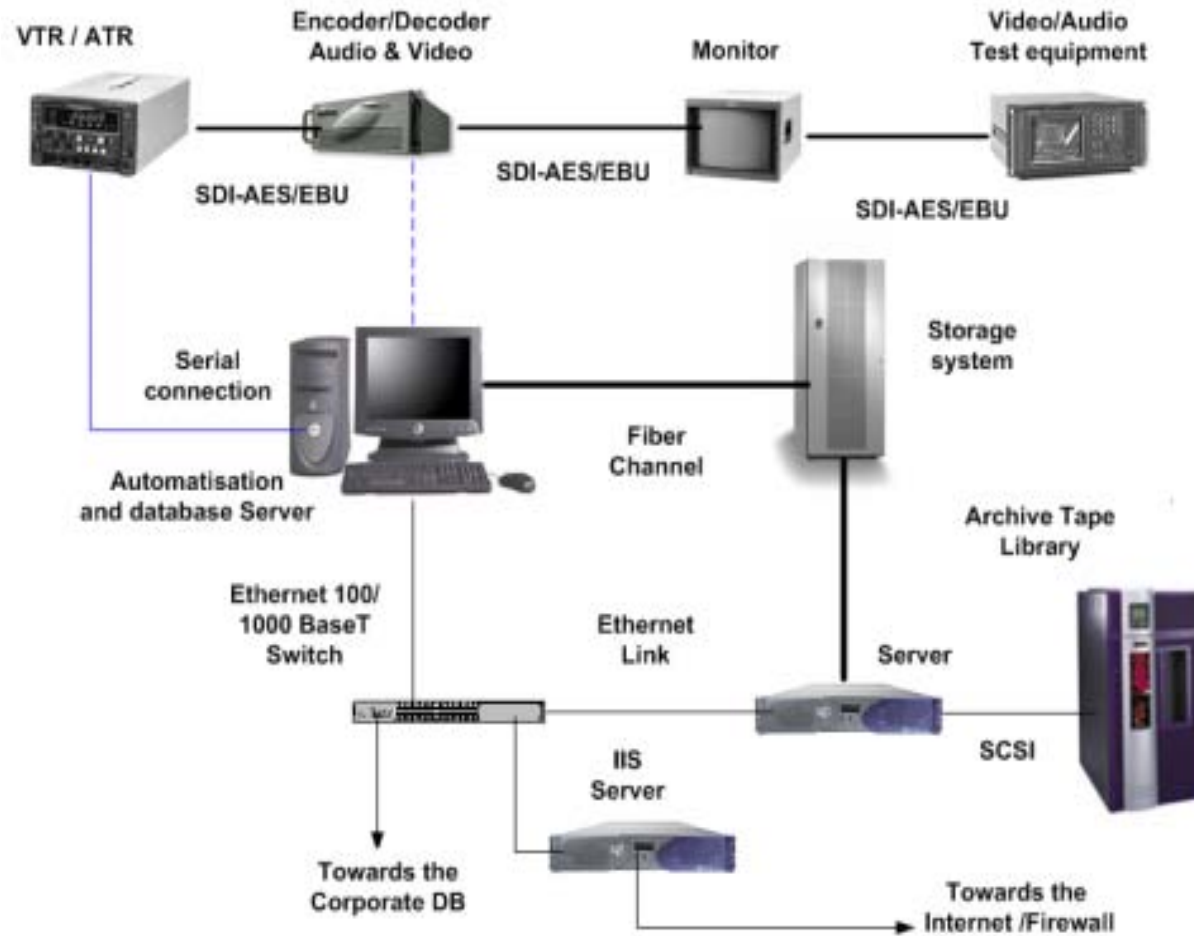 VTR / ATR
Encoder/Decoder
Audio & Video
Monitor
Video/Audio
Test equipment
SDI-AES/EBU
SDI-AES/EBU
SDI-AES/EBU
Serial
connection
Storage
system
Fiber
Channel
Automatisation
and database Server
Archive Tape
Library
Ethernet 100/
1000 BaseT
Switch
Ethernet
Link
Server
SCSI
IIS
Server
Towards the
Corporate DB
Towards the
Internet /Firewall